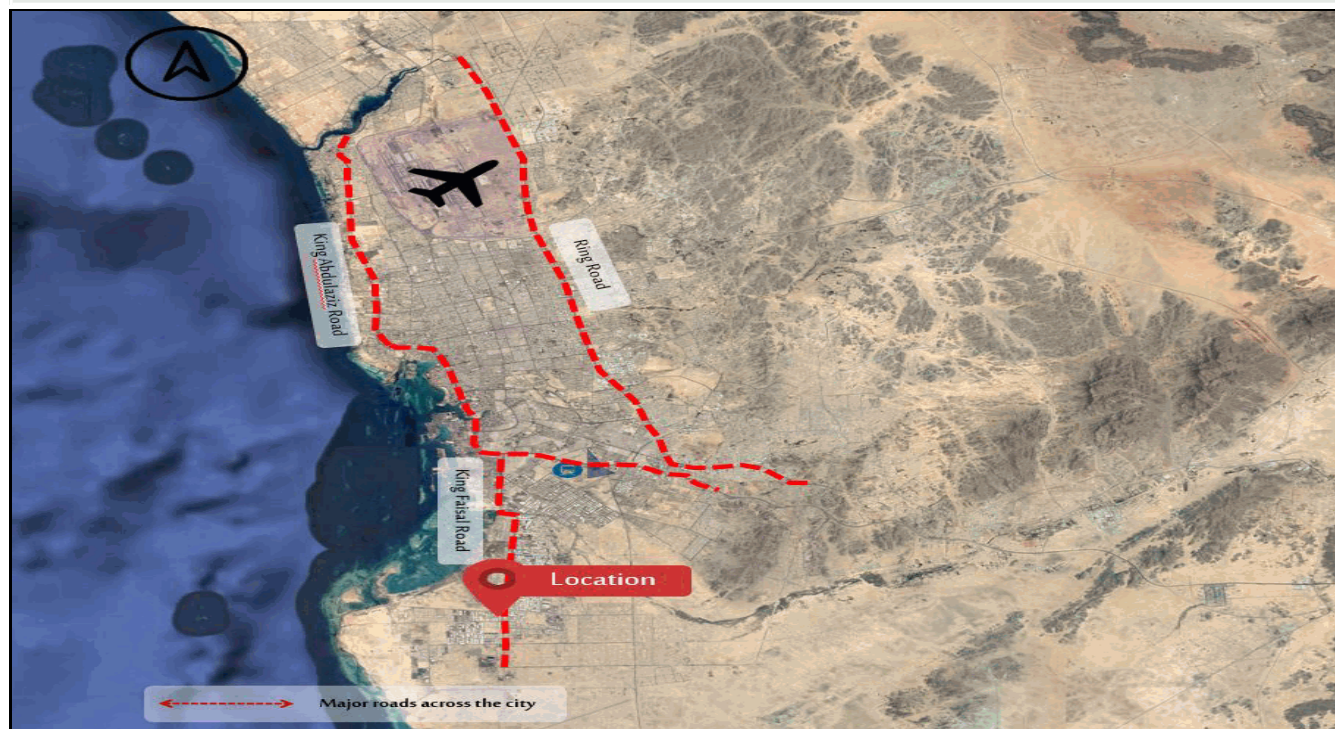 King Abdulaziz Road
Ring Road
King Faisal Road
Location
Major roads across the city